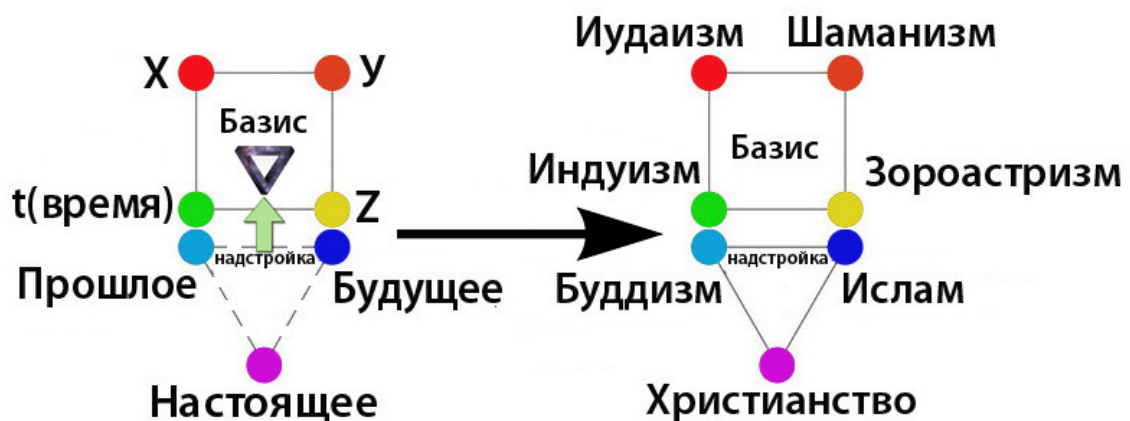 Иудаизм
Шаманизм
Х
У
Базис
Базис
Индуизм
Зороастризм
t(время)
Z
надстройка
надстройка
Прошлое
Будущее
Буддизм
Ислам
Настоящее
Христианство